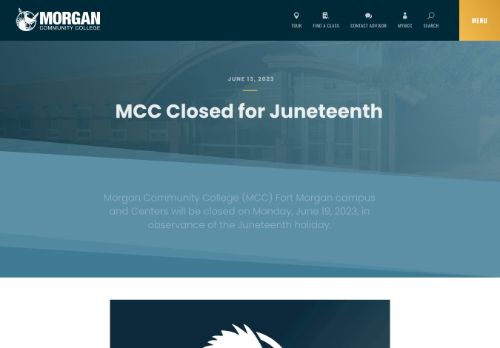 MORGAN
COMMUNITY COLLEGE
TOUR
FIND A CLASS
CONTACT ADVISOR
MYMCC
SEARCH
MENU
JUNE 13, 2023
MCC Closed for Juneteenth
Morgan Community College (MCC) Fort Morgan campus
and Centers will be closed on Monday, June 19, 2023, in
observance of the Juneteenth holiday.